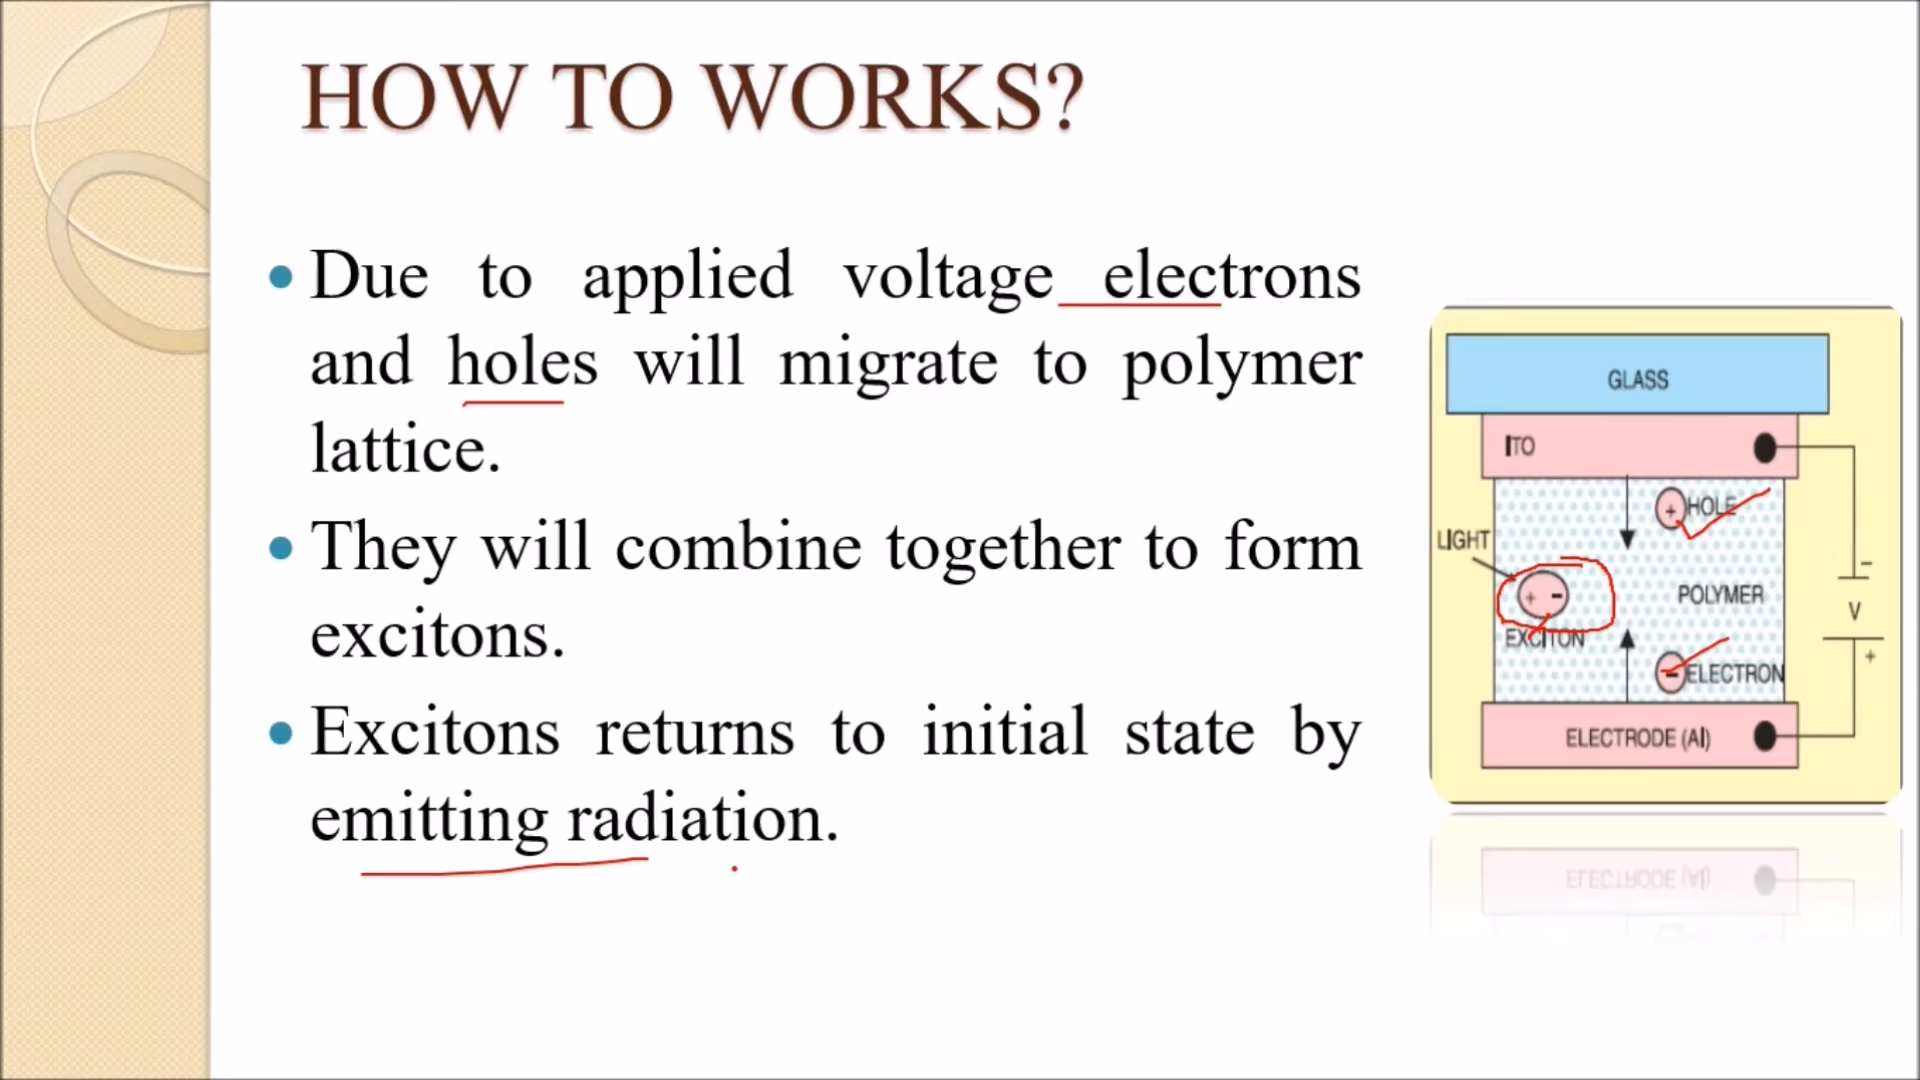 HOW TO WORKS?
Due to applied voltage electrons
and holes will migrate to polymer
lattice.
They will combine together to form
excitons.
Excitons returns to initial state by
emitting radiation.
GLASS
ITO
+ HOLE
LIGHT
+ -
EXCITON
POLYMER
-
V
+
- ELECTRON
ELECTRODE (Al)
ELECTRODE (Al)